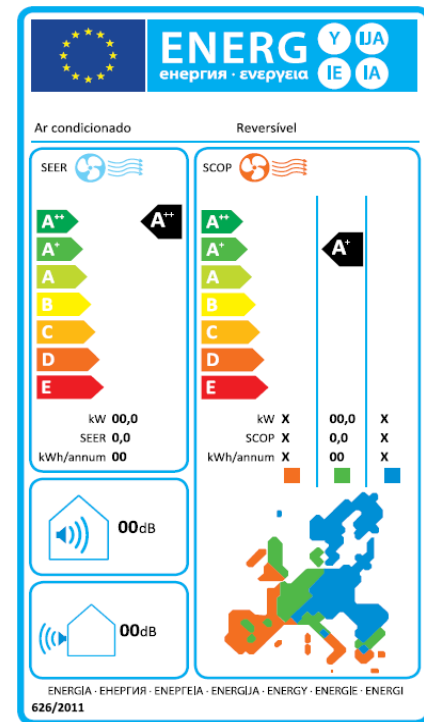 ENERG Y IJA
енергия · ενεργεια IE IA
Ar condicionado
Reversível
SEER
A++
A++
A+
A
B
C
D
E
kW 00,0
SEER 0,0
kWh/annum 00
SCOP
A++
A+
A+
A
B
C
D
E
kW X 00,0 X
SCOP X 0,0 X
kWh/annum X 00 X
00dB
00dB
ENERGIA · ЕНЕРГИЯ · ΕΝΕΡΓΕΙΑ · ENERGIJA · ENERGY · ENERGIE · ENERGI
626/2011